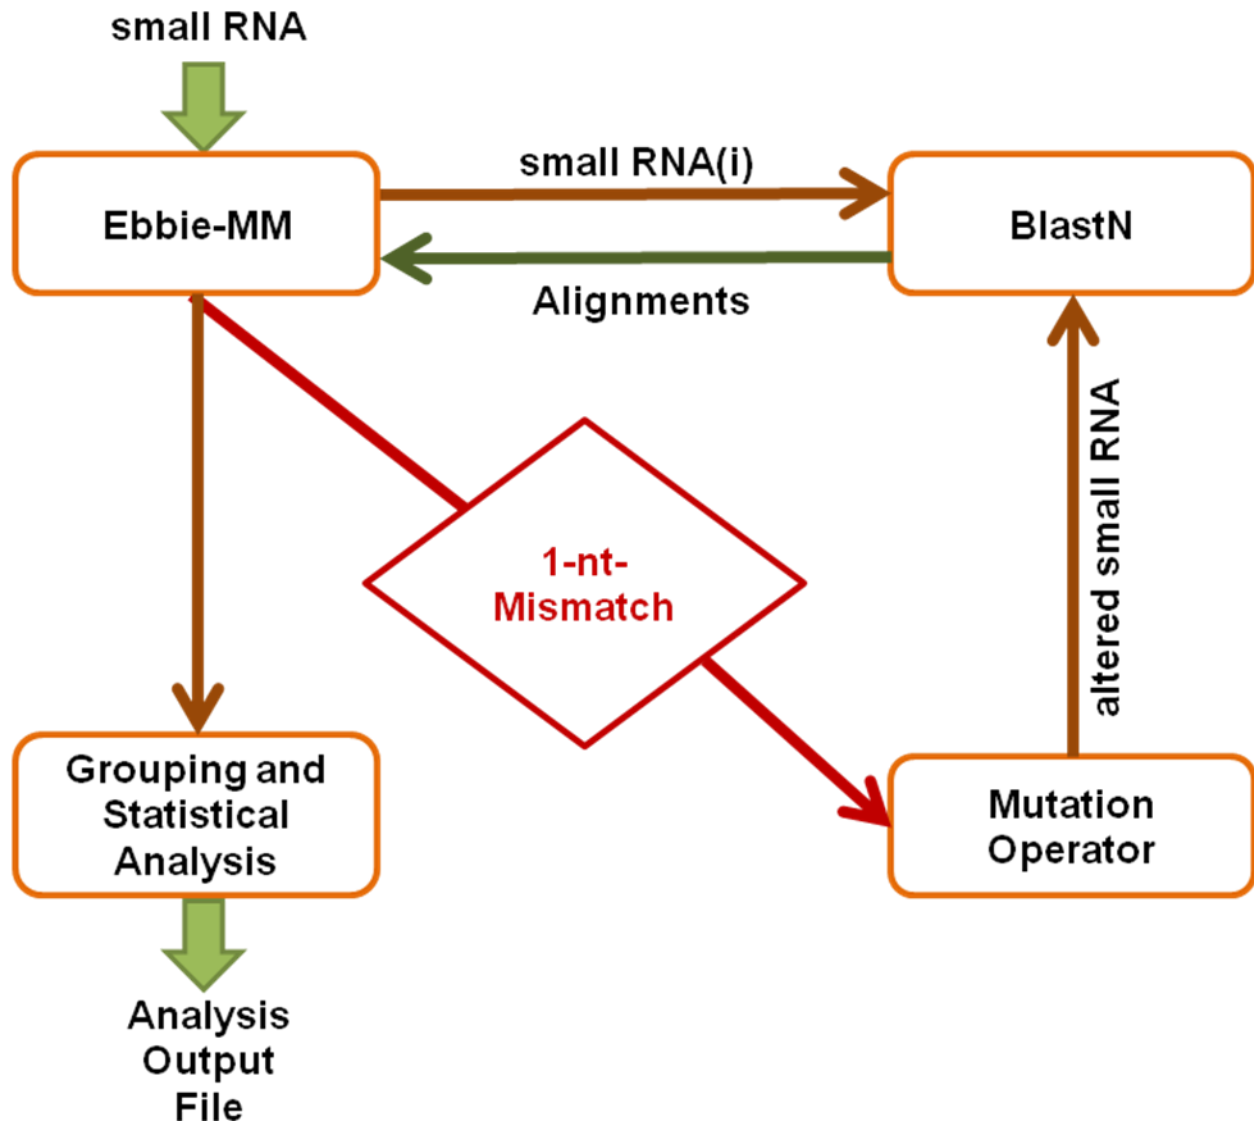 small RNA
Ebbie-MM
small RNA(i)
BlastN
Alignments
1-nt-
Mismatch
altered small RNA
Grouping and
Statistical
Analysis
Mutation
Operator
Analysis
Output
File